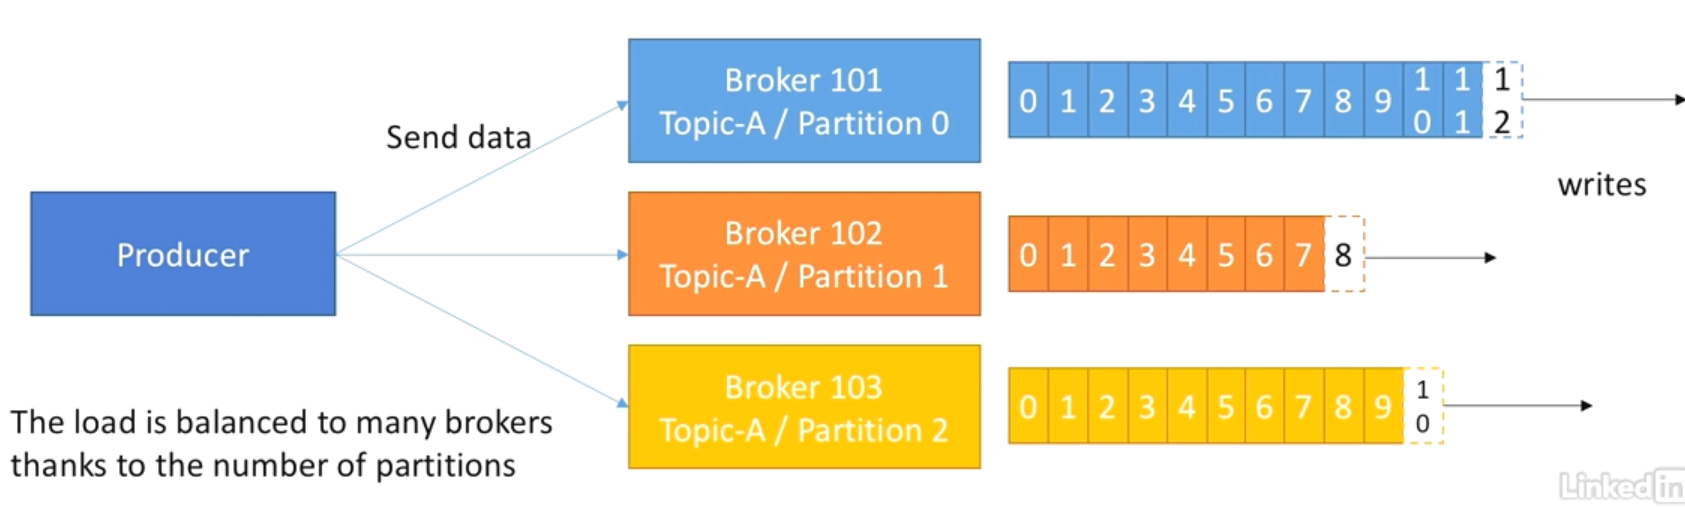 Broker 101
Topic-A / Partition 0
0 1 2 3 4 5 6 7 8 9 10 11 12
Send data
writes
Producer
Broker 102
Topic-A / Partition 1
0 1 2 3 4 5 6 7 8
Broker 103
Topic-A / Partition 2
0 1 2 3 4 5 6 7 8 9 10
The load is balanced to many brokers
thanks to the number of partitions
Linked in